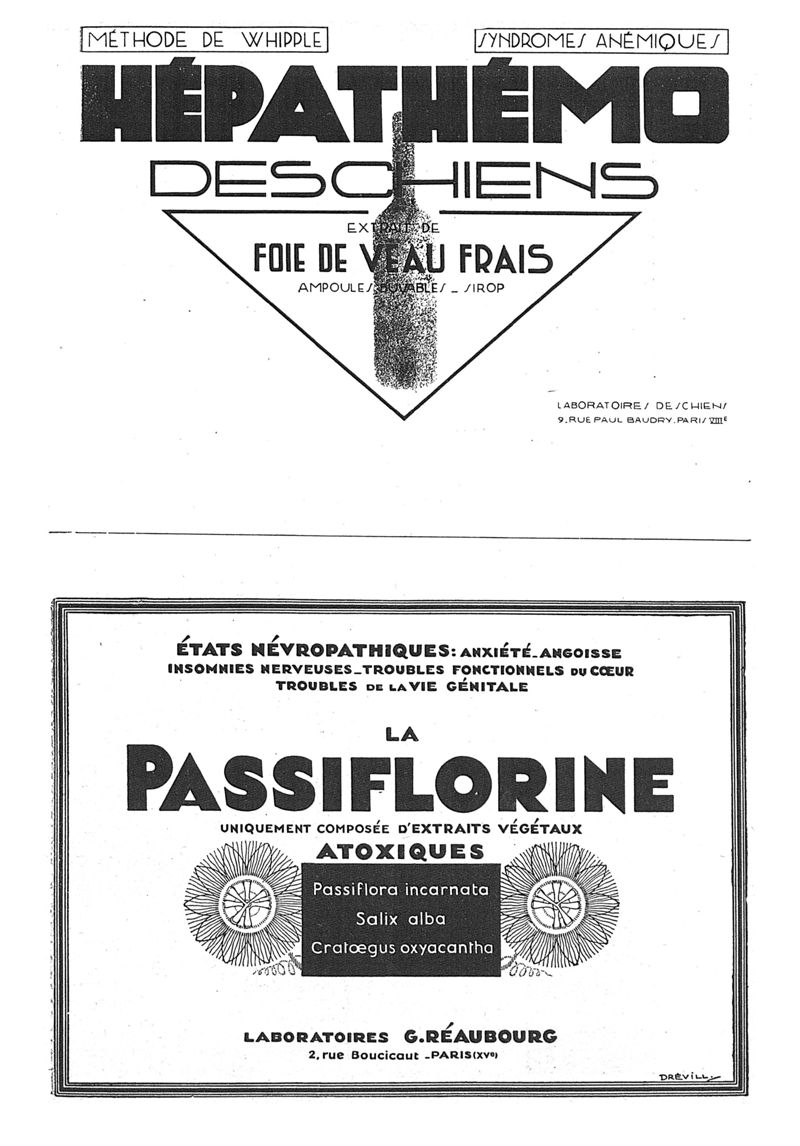 MÉTHODE DE WHIPPLE
SYNDROMES ANÉMIQUES
HÉPATHÉMO
DESCHIENS
EXTRAIT DE
FOIE DE VEAU FRAIS
AMPOULES BUVABLES _ SIROP
LABORATOIRES DESCHIENS
9. RUE PAUL BAUDRY. PARIS VIIIE
ÉTATS NÉVROPATHIQUES: ANXIÉTÉ_ANGOISSE
INSOMNIES NERVEUSES_TROUBLES FONCTIONNELS DU CŒUR
TROUBLES DE LA VIE GÉNITALE
LA
PASSIFLORINE
UNIQUEMENT COMPOSÉE D'EXTRAITS VÉGÉTAUX
ATOXIQUES
Passiflora incarnata
Salix alba
Cratœgus oxyacantha
LABORATOIRES G.RÉAUBOURG
2, rue Boucicaut _PARIS (XVe)
DRÉVILL